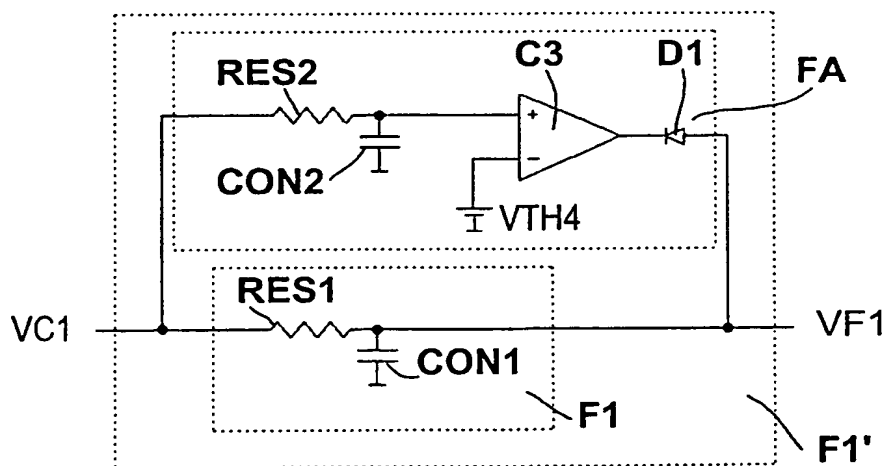 C3
D1
RES2
FA
+
CON2
−
VTH4
RES1
VC1
VF1
CON1
F1
F1'